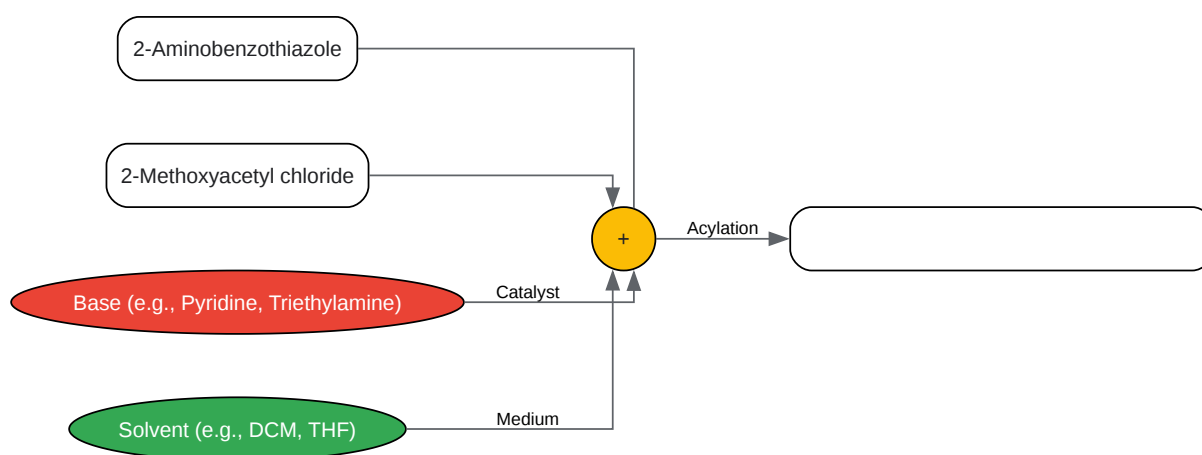 2-Aminobenzothiazole
2-Methoxyacetyl chloride
+
Acylation
Base (e.g., Pyridine, Triethylamine)
Catalyst
Solvent (e.g., DCM, THF)
Medium